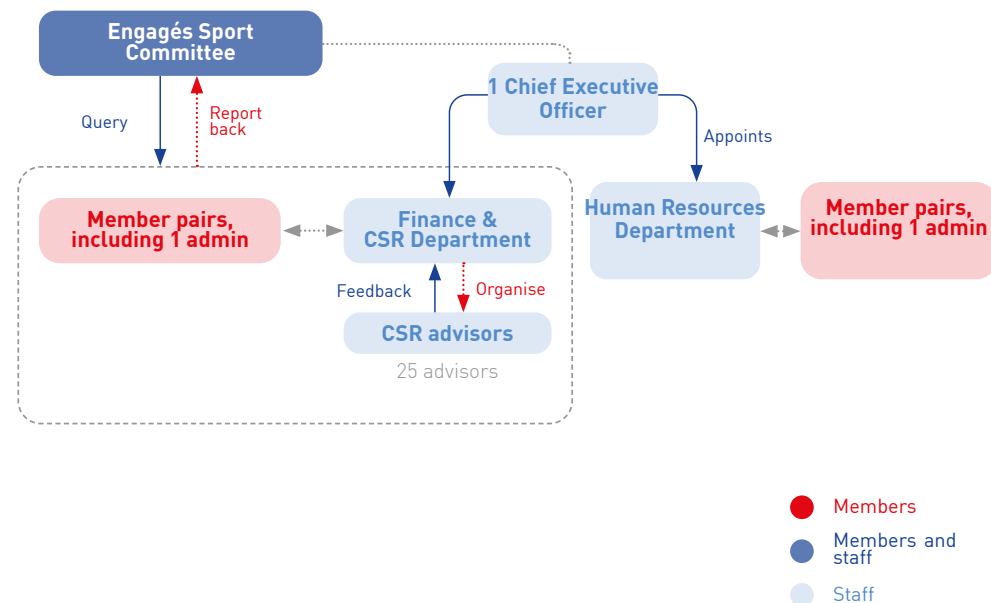 Engagés Sport
Committee
1 Chief Executive
Officer
Query
Report
back
Appoints
Member pairs,
including 1 admin
Finance &
CSR Department
Human Resources
Department
Member pairs,
including 1 admin
Feedback
Organise
CSR advisors
25 advisors
Members
Members and
staff
Staff